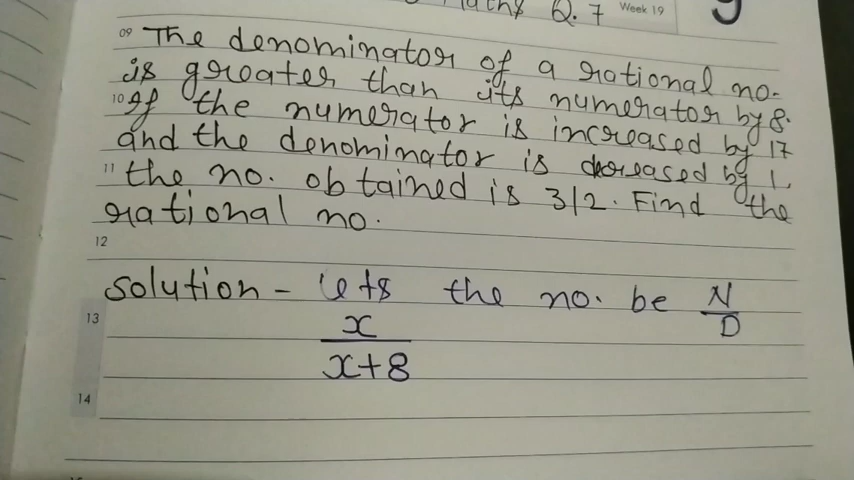 Maths Q. 7 Week 19
09 The denominator of a rational no.
is greater than its numerator by 8.
10 If the numerator is increased by 17
and the denominator is decreased by 1,
11 the no. obtained is 3/2. Find the
rational no.
12
Solution - lets the no. be N/D
13 x
x+8
14